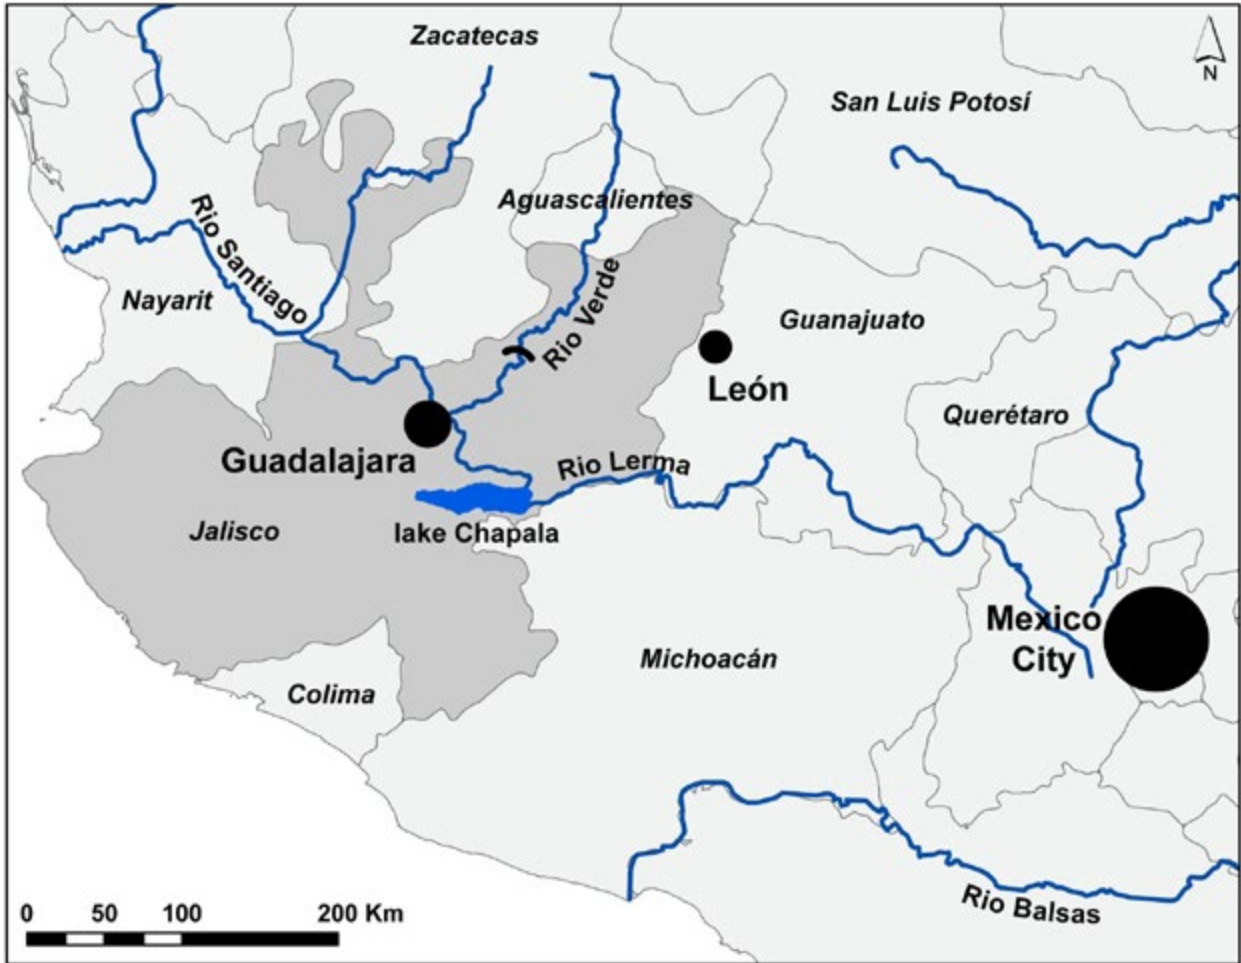 Zacatecas
N
San Luis Potosí
Aguascalientes
Rio Santiago
Nayarit
Rio Verde
Guanajuato
León
Querétaro
Guadalajara
Rio Lerma
Jalisco
lake Chapala
Mexico
City
Michoacán
Colima
Rio Balsas
0 50 100 200 Km